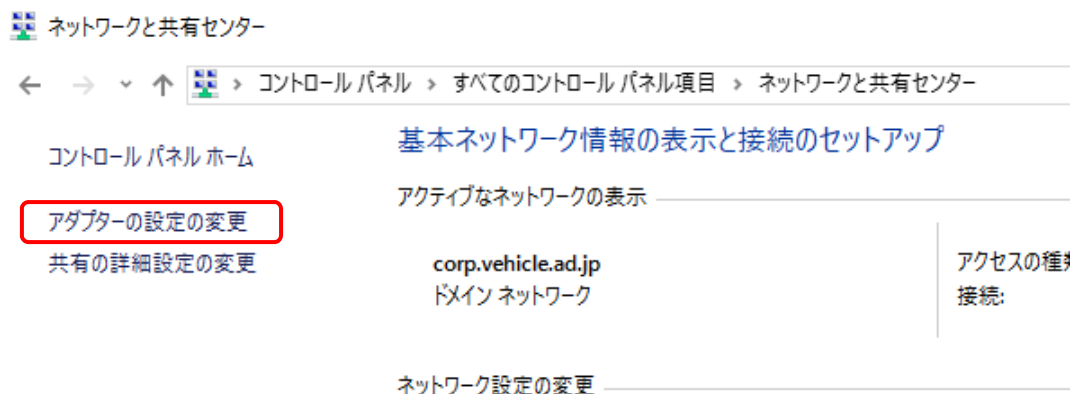 ネットワークと共有センター
コントロール パネル › すべてのコントロール パネル項目 › ネットワークと共有センター
コントロール パネル ホーム
アダプターの設定の変更
共有の詳細設定の変更
基本ネットワーク情報の表示と接続のセットアップ
アクティブなネットワークの表示
corp.vehicle.ad.jp
ドメイン ネットワーク
アクセスの種類
接続:
ネットワーク設定の変更